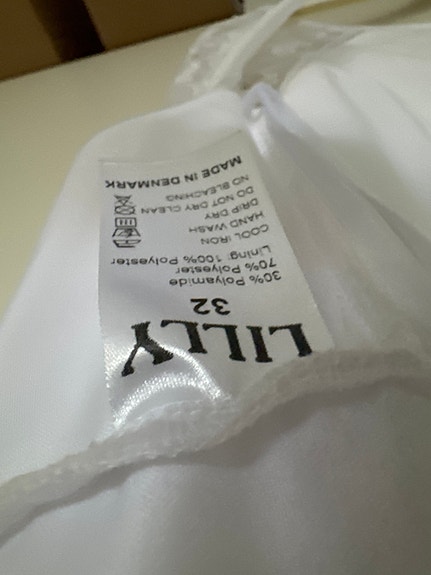 LILLY
32
30% Polyamide
70% Polyester
Lining: 100% Polyester
COOL IRON
HAND WASH
DRIP DRY
DO NOT DRY CLEAN
NO BLEACHING
MADE IN DENMARK